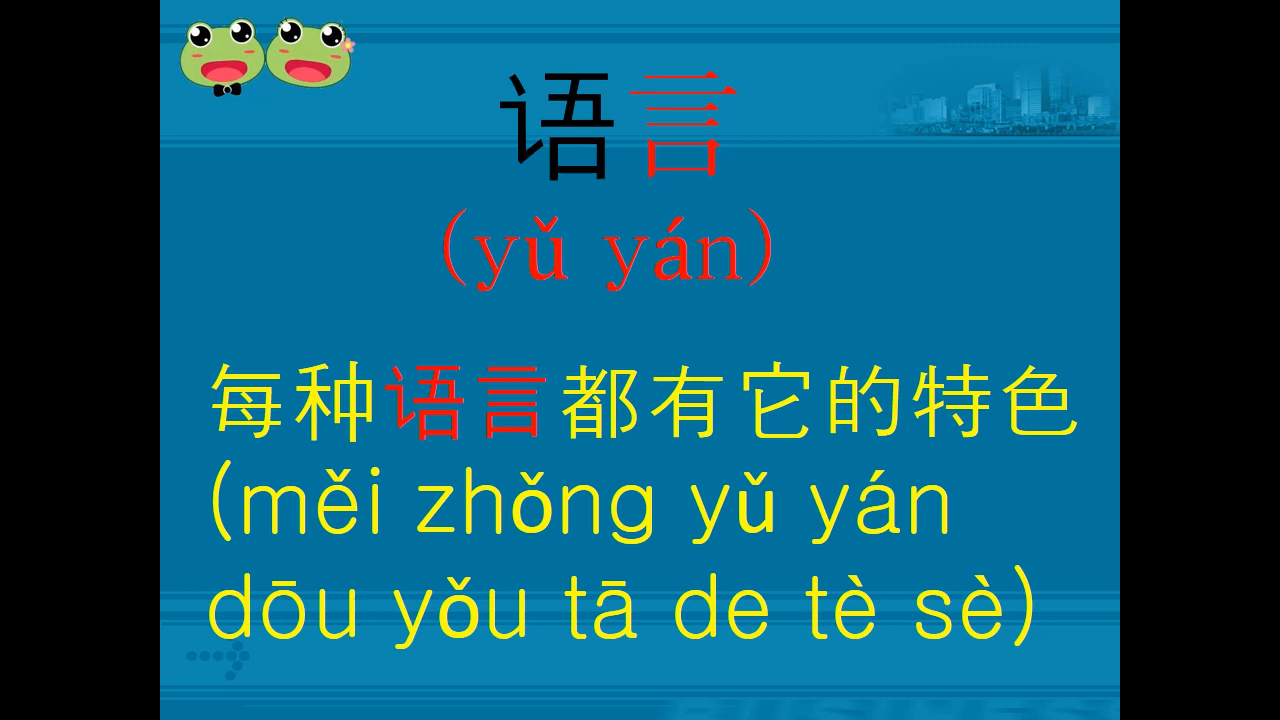 语言
(yǔ yán)
每种语言都有它的特色
(měi zhǒng yǔ yán
dōu yǒu tā de tè sè)